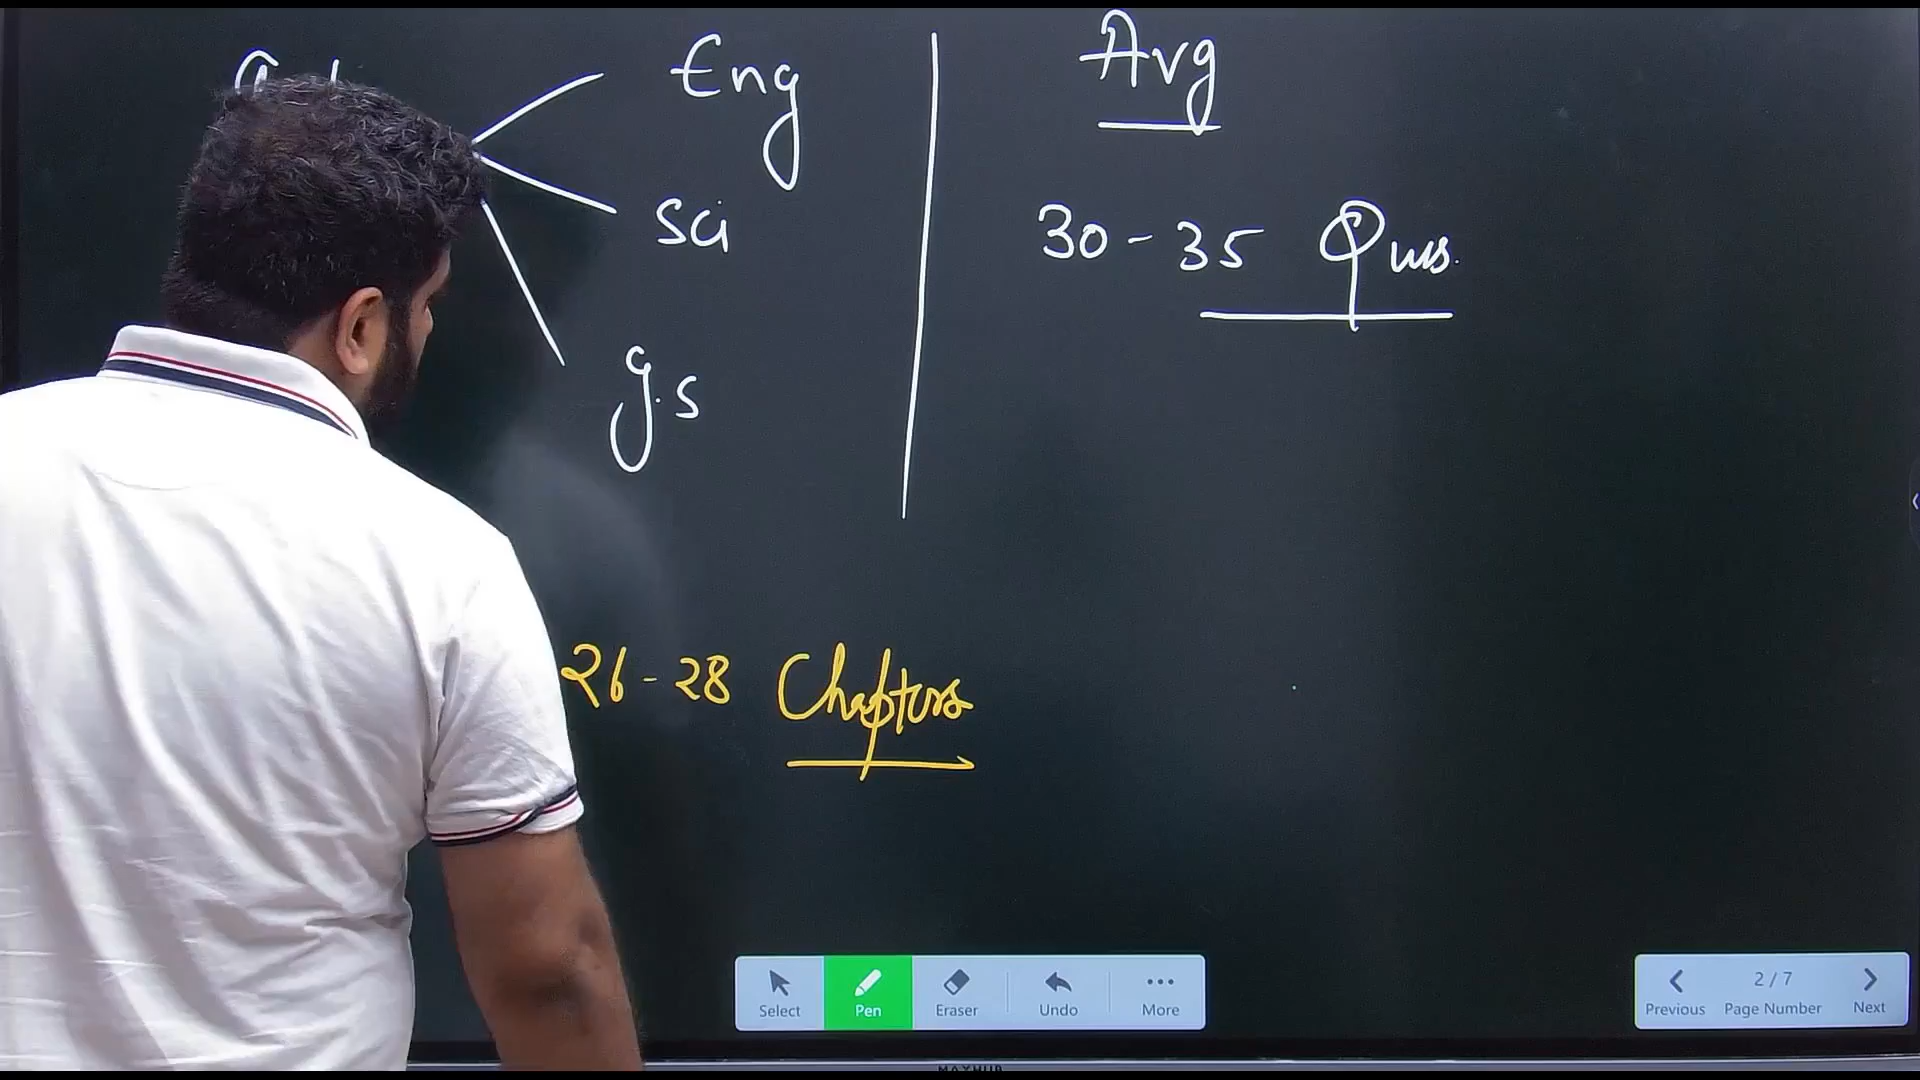 Eng
Sci
g.s
Avg
30-35 Ques.
26-28 Chapters
Select
Pen
Eraser
Undo
More
2/7
Previous
Page Number
Next
MAXHUB